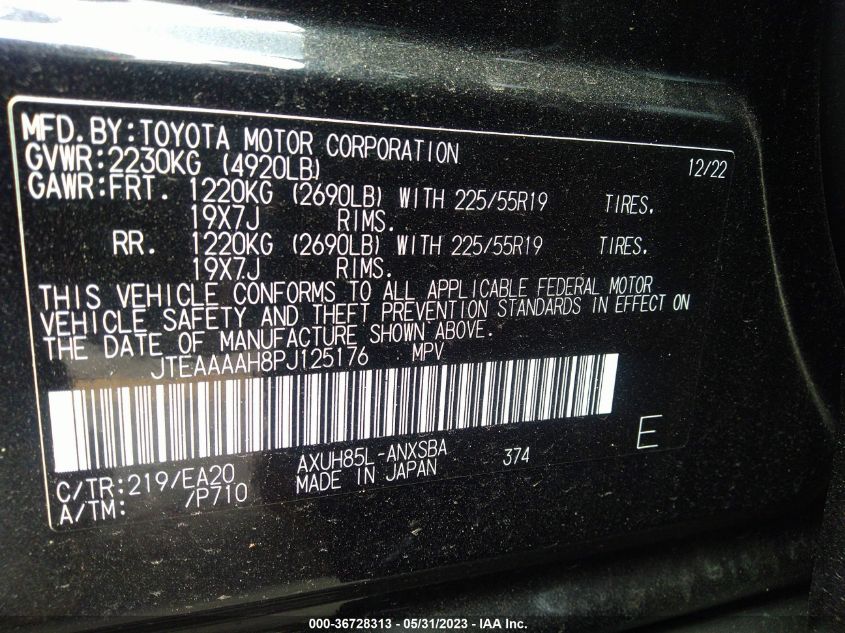 MFD.BY:TOYOTA MOTOR CORPORATION 12/22
GVWR:2230KG (4920LB)
GAWR:FRT. 1220KG (2690LB) WITH 225/55R19 TIRES.
19X7J RIMS.
RR. 1220KG (2690LB) WITH 225/55R19 TIRES.
19X7J RIMS.
THIS VEHICLE CONFORMS TO ALL APPLICABLE FEDERAL MOTOR
VEHICLE SAFETY AND THEFT PREVENTION STANDARDS IN EFFECT ON
THE DATE OF MANUFACTURE SHOWN ABOVE.
JTEAAAAH8PJ125176 MPV
E
C/TR:219/EA20 AXUH85L-ANXSBA 374
A/TM: /P710 MADE IN JAPAN
000-36728313 - 05/31/2023 - IAA Inc.